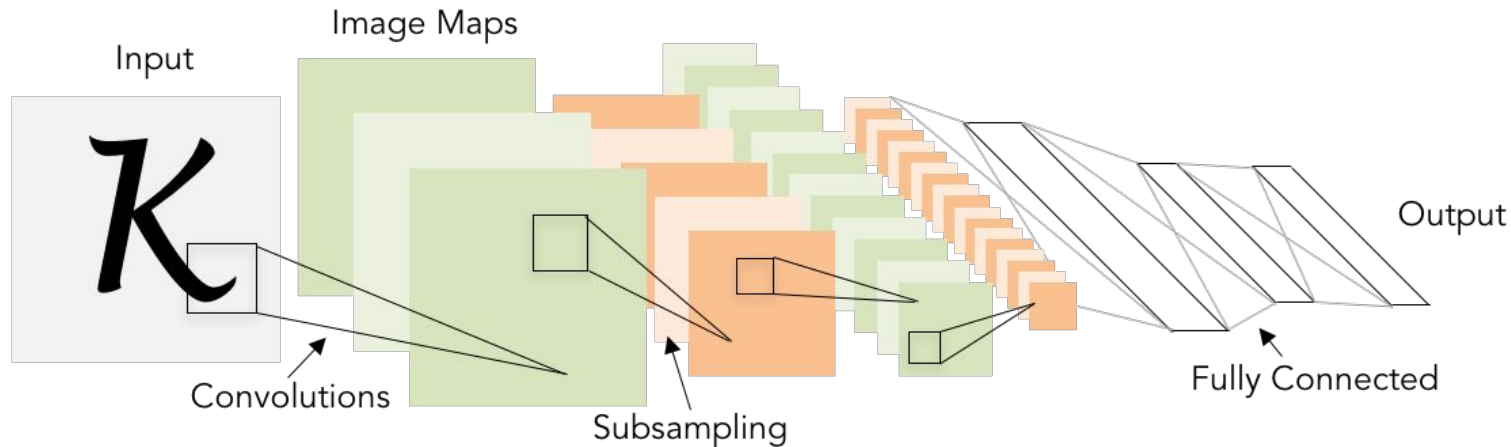 Image Maps
Input
K
Output
Convolutions
Subsampling
Fully Connected